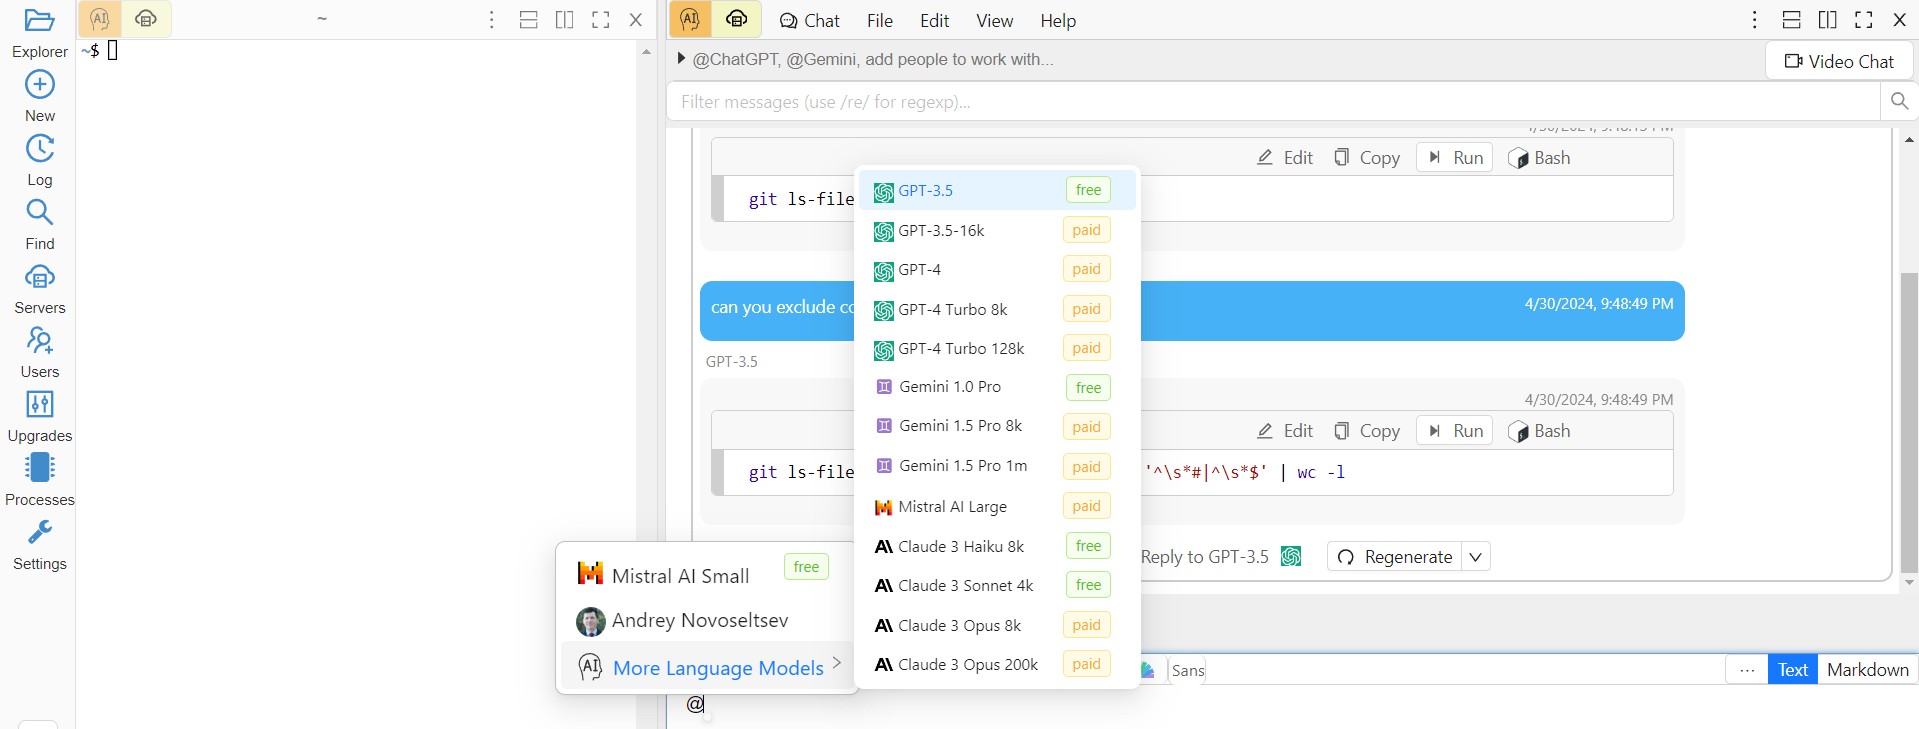 Explorer
New
Log
Find
Servers
Users
Upgrades
Processes
Settings
AI
~
~$
AI
Chat File Edit View Help
@ChatGPT, @Gemini, add people to work with...
Video Chat
Filter messages (use /re/ for regexp)...
Edit Copy Run Bash
git ls-file
can you exclude co
4/30/2024, 9:48:49 PM
GPT-3.5
4/30/2024, 9:48:49 PM
Edit Copy Run Bash
git ls-file '^\s*#|^\s*$' | wc -l
Reply to GPT-3.5 Regenerate
GPT-3.5 free
GPT-3.5-16k paid
GPT-4 paid
GPT-4 Turbo 8k paid
GPT-4 Turbo 128k paid
Gemini 1.0 Pro free
Gemini 1.5 Pro 8k paid
Gemini 1.5 Pro 1m paid
Mistral AI Large paid
Claude 3 Haiku 8k free
Claude 3 Sonnet 4k free
Claude 3 Opus 8k paid
Claude 3 Opus 200k paid
Mistral AI Small free
Andrey Novoseltsev
AI More Language Models
Sans
Text Markdown
@